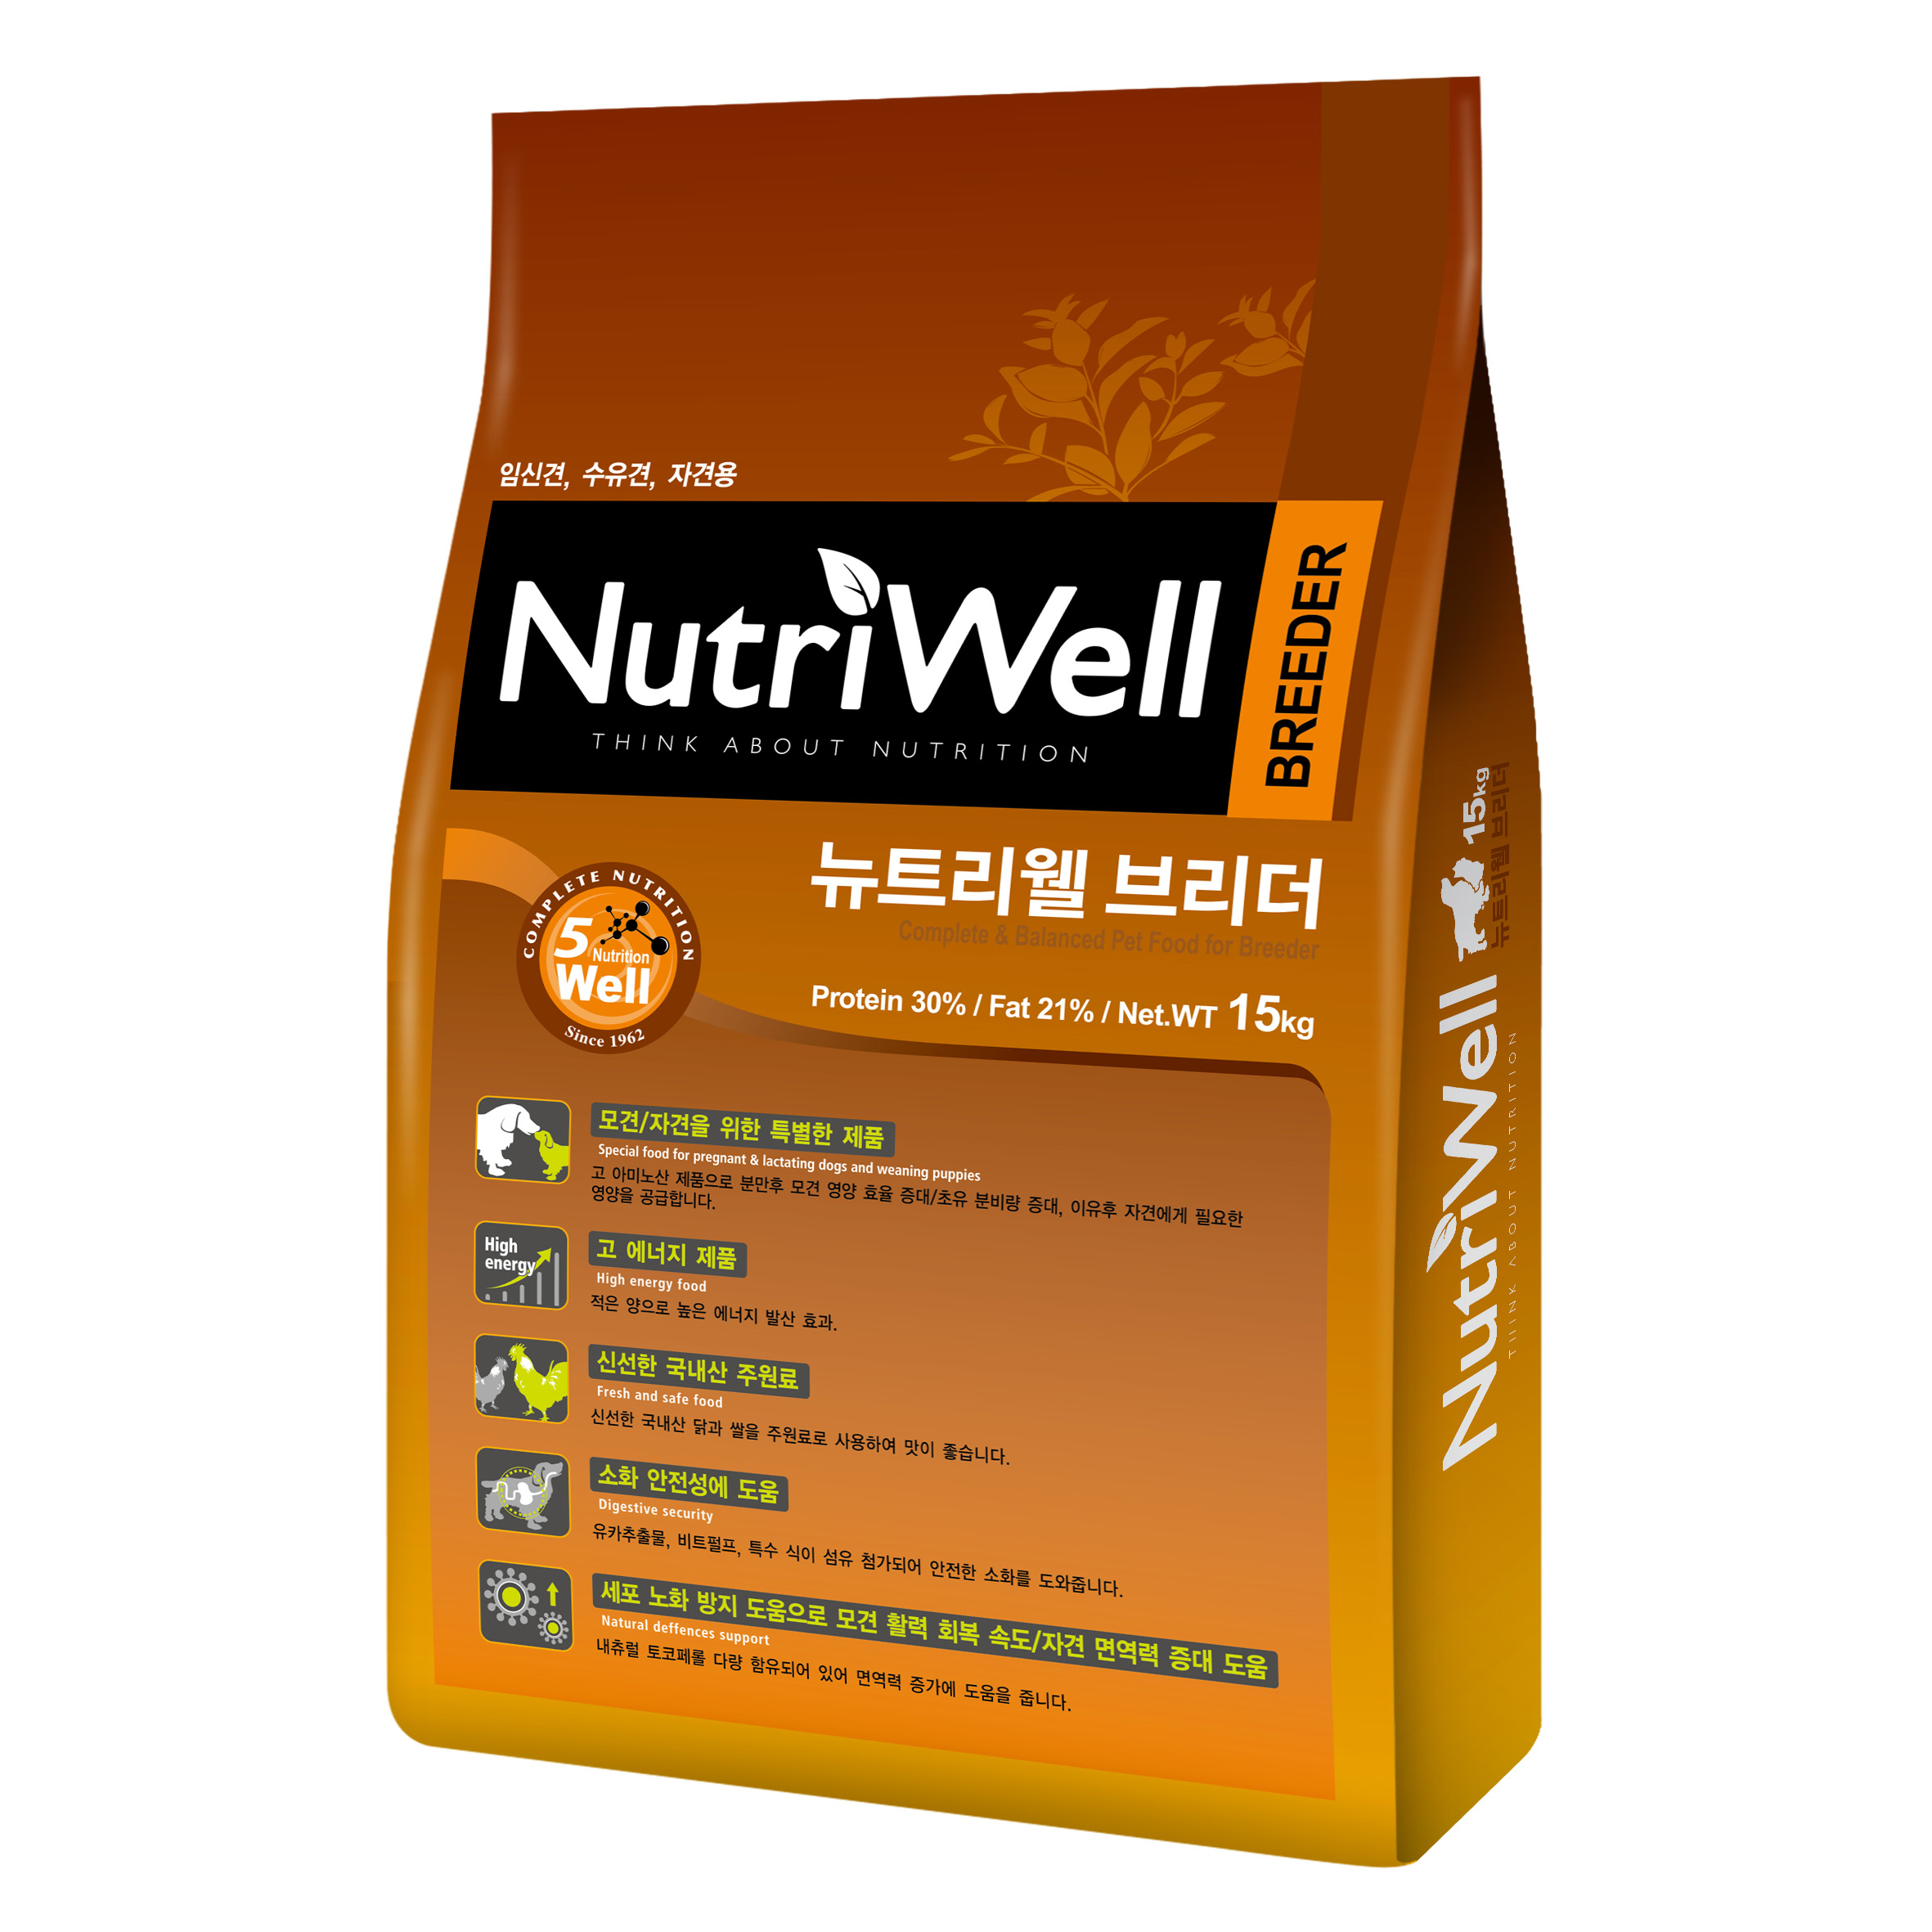 임신견, 수유견, 자견용
NutriWell
THINK ABOUT NUTRITION
BREEDER
뉴트리웰 브리더
Complete & Balanced Pet Food for Breeder
Protein 30% / Fat 21% / Net.WT 15kg
COMPLETE NUTRITION
5
Nutrition
Well
Since 1962
모견/자견을 위한 특별한 제품
Special food for pregnant & lactating dogs and weaning puppies
고 아미노산 제품으로 분만후 모견 영양 효율 증대/초유 분비량 증대, 이유후 자견에게 필요한
영양을 공급합니다.
High
energy
고 에너지 제품
High energy food
적은 양으로 높은 에너지 발산 효과.
신선한 국내산 주원료
Fresh and safe food
신선한 국내산 닭과 쌀을 주원료로 사용하여 맛이 좋습니다.
소화 안전성에 도움
Digestive security
유카추출물, 비트펄프, 특수 식이 섬유 첨가되어 안전한 소화를 도와줍니다.
세포 노화 방지 도움으로 모견 활력 회복 속도/자견 면역력 증대 도움
Natural deffences support
내츄럴 토코페롤 다량 함유되어 있어 면역력 증가에 도움을 줍니다.
NutriWell
THINK ABOUT NUTRITION
15kg
뉴트리웰 브리더